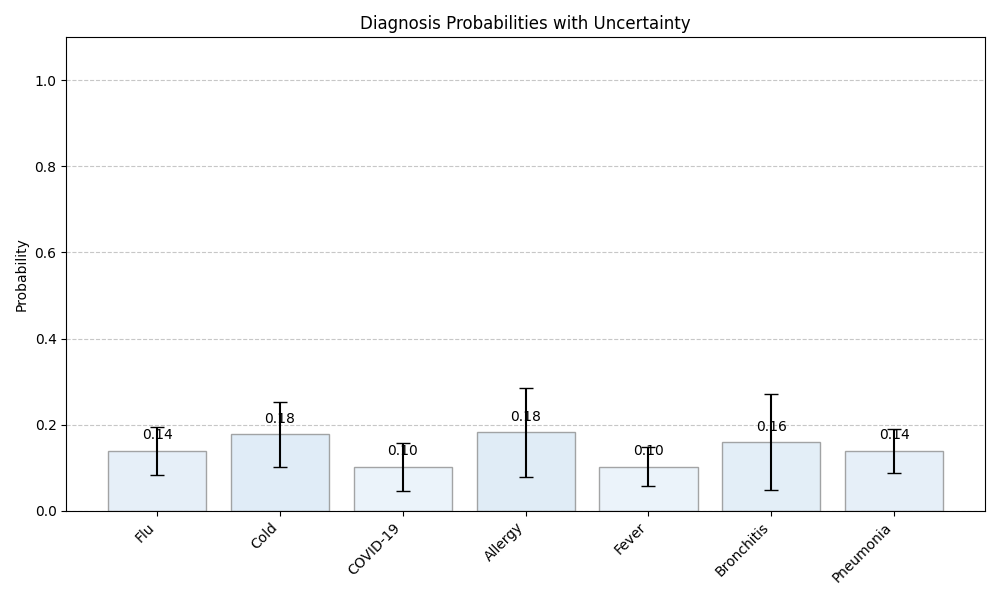 Diagnosis Probabilities with Uncertainty
Probability
1.0
0.8
0.6
0.4
0.2
0.0
0.14
0.18
0.10
0.18
0.10
0.16
0.14
Flu
Cold
COVID-19
Allergy
Fever
Bronchitis
Pneumonia